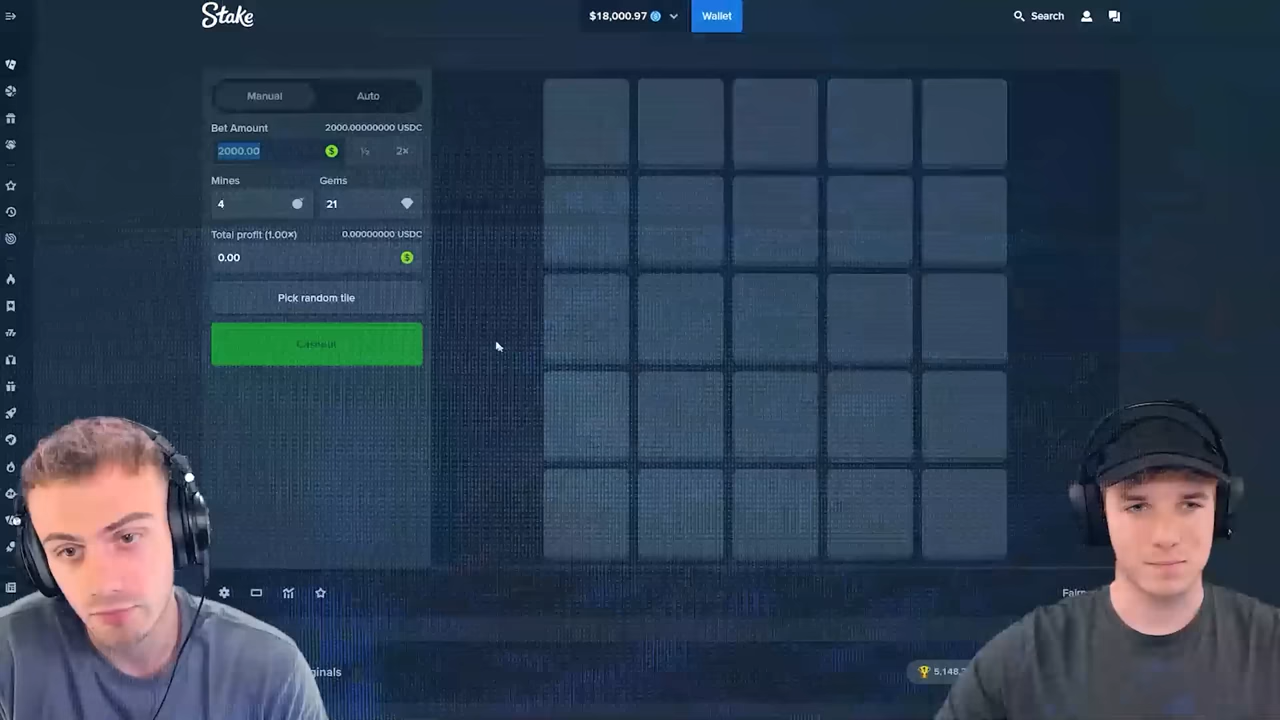 Stake
$18,000.97
Wallet
Search
Manual
Auto
Bet Amount
2000.00000000 USDC
2000.00
½
2×
Mines
Gems
4
21
Total profit (1.00×)
0.00000000 USDC
0.00
Pick random tile
Cashout